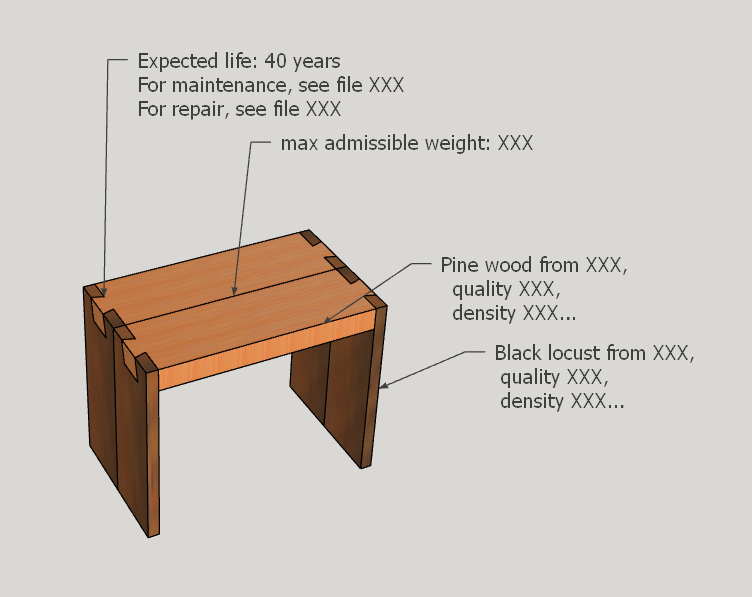 Expected life: 40 years
For maintenance, see file XXX
For repair, see file XXX
max admissible weight: XXX
Pine wood from XXX,
quality XXX,
density XXX...
Black locust from XXX,
quality XXX,
density XXX...